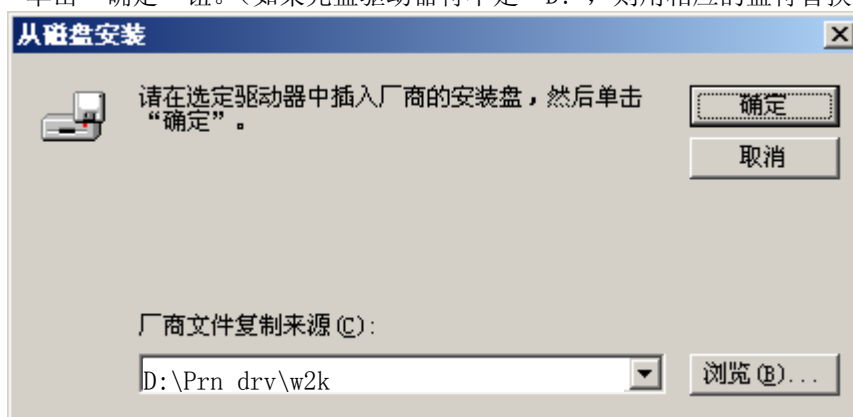 单击“确定”钮。（如果光盘驱动器符不是“D:”，则用相应的盘符替换
从磁盘安装
请在选定驱动器中插入厂商的安装盘，然后单击
“确定”。
确定
取消
厂商文件复制来源(C):
D:\Prn drv\w2k
浏览(B)...